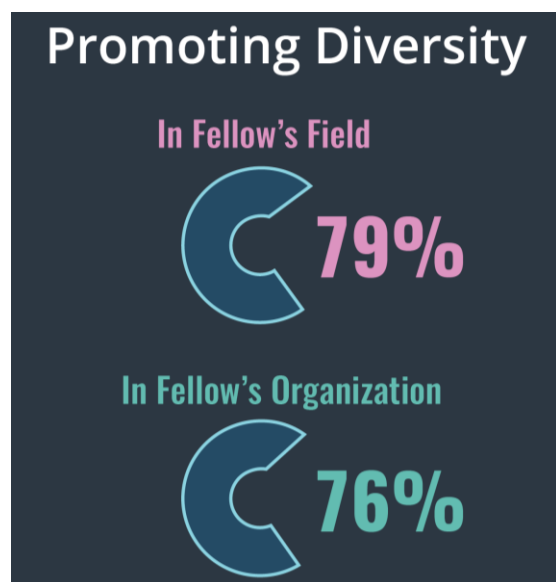 Promoting Diversity
In Fellow’s Field
79%
In Fellow’s Organization
76%